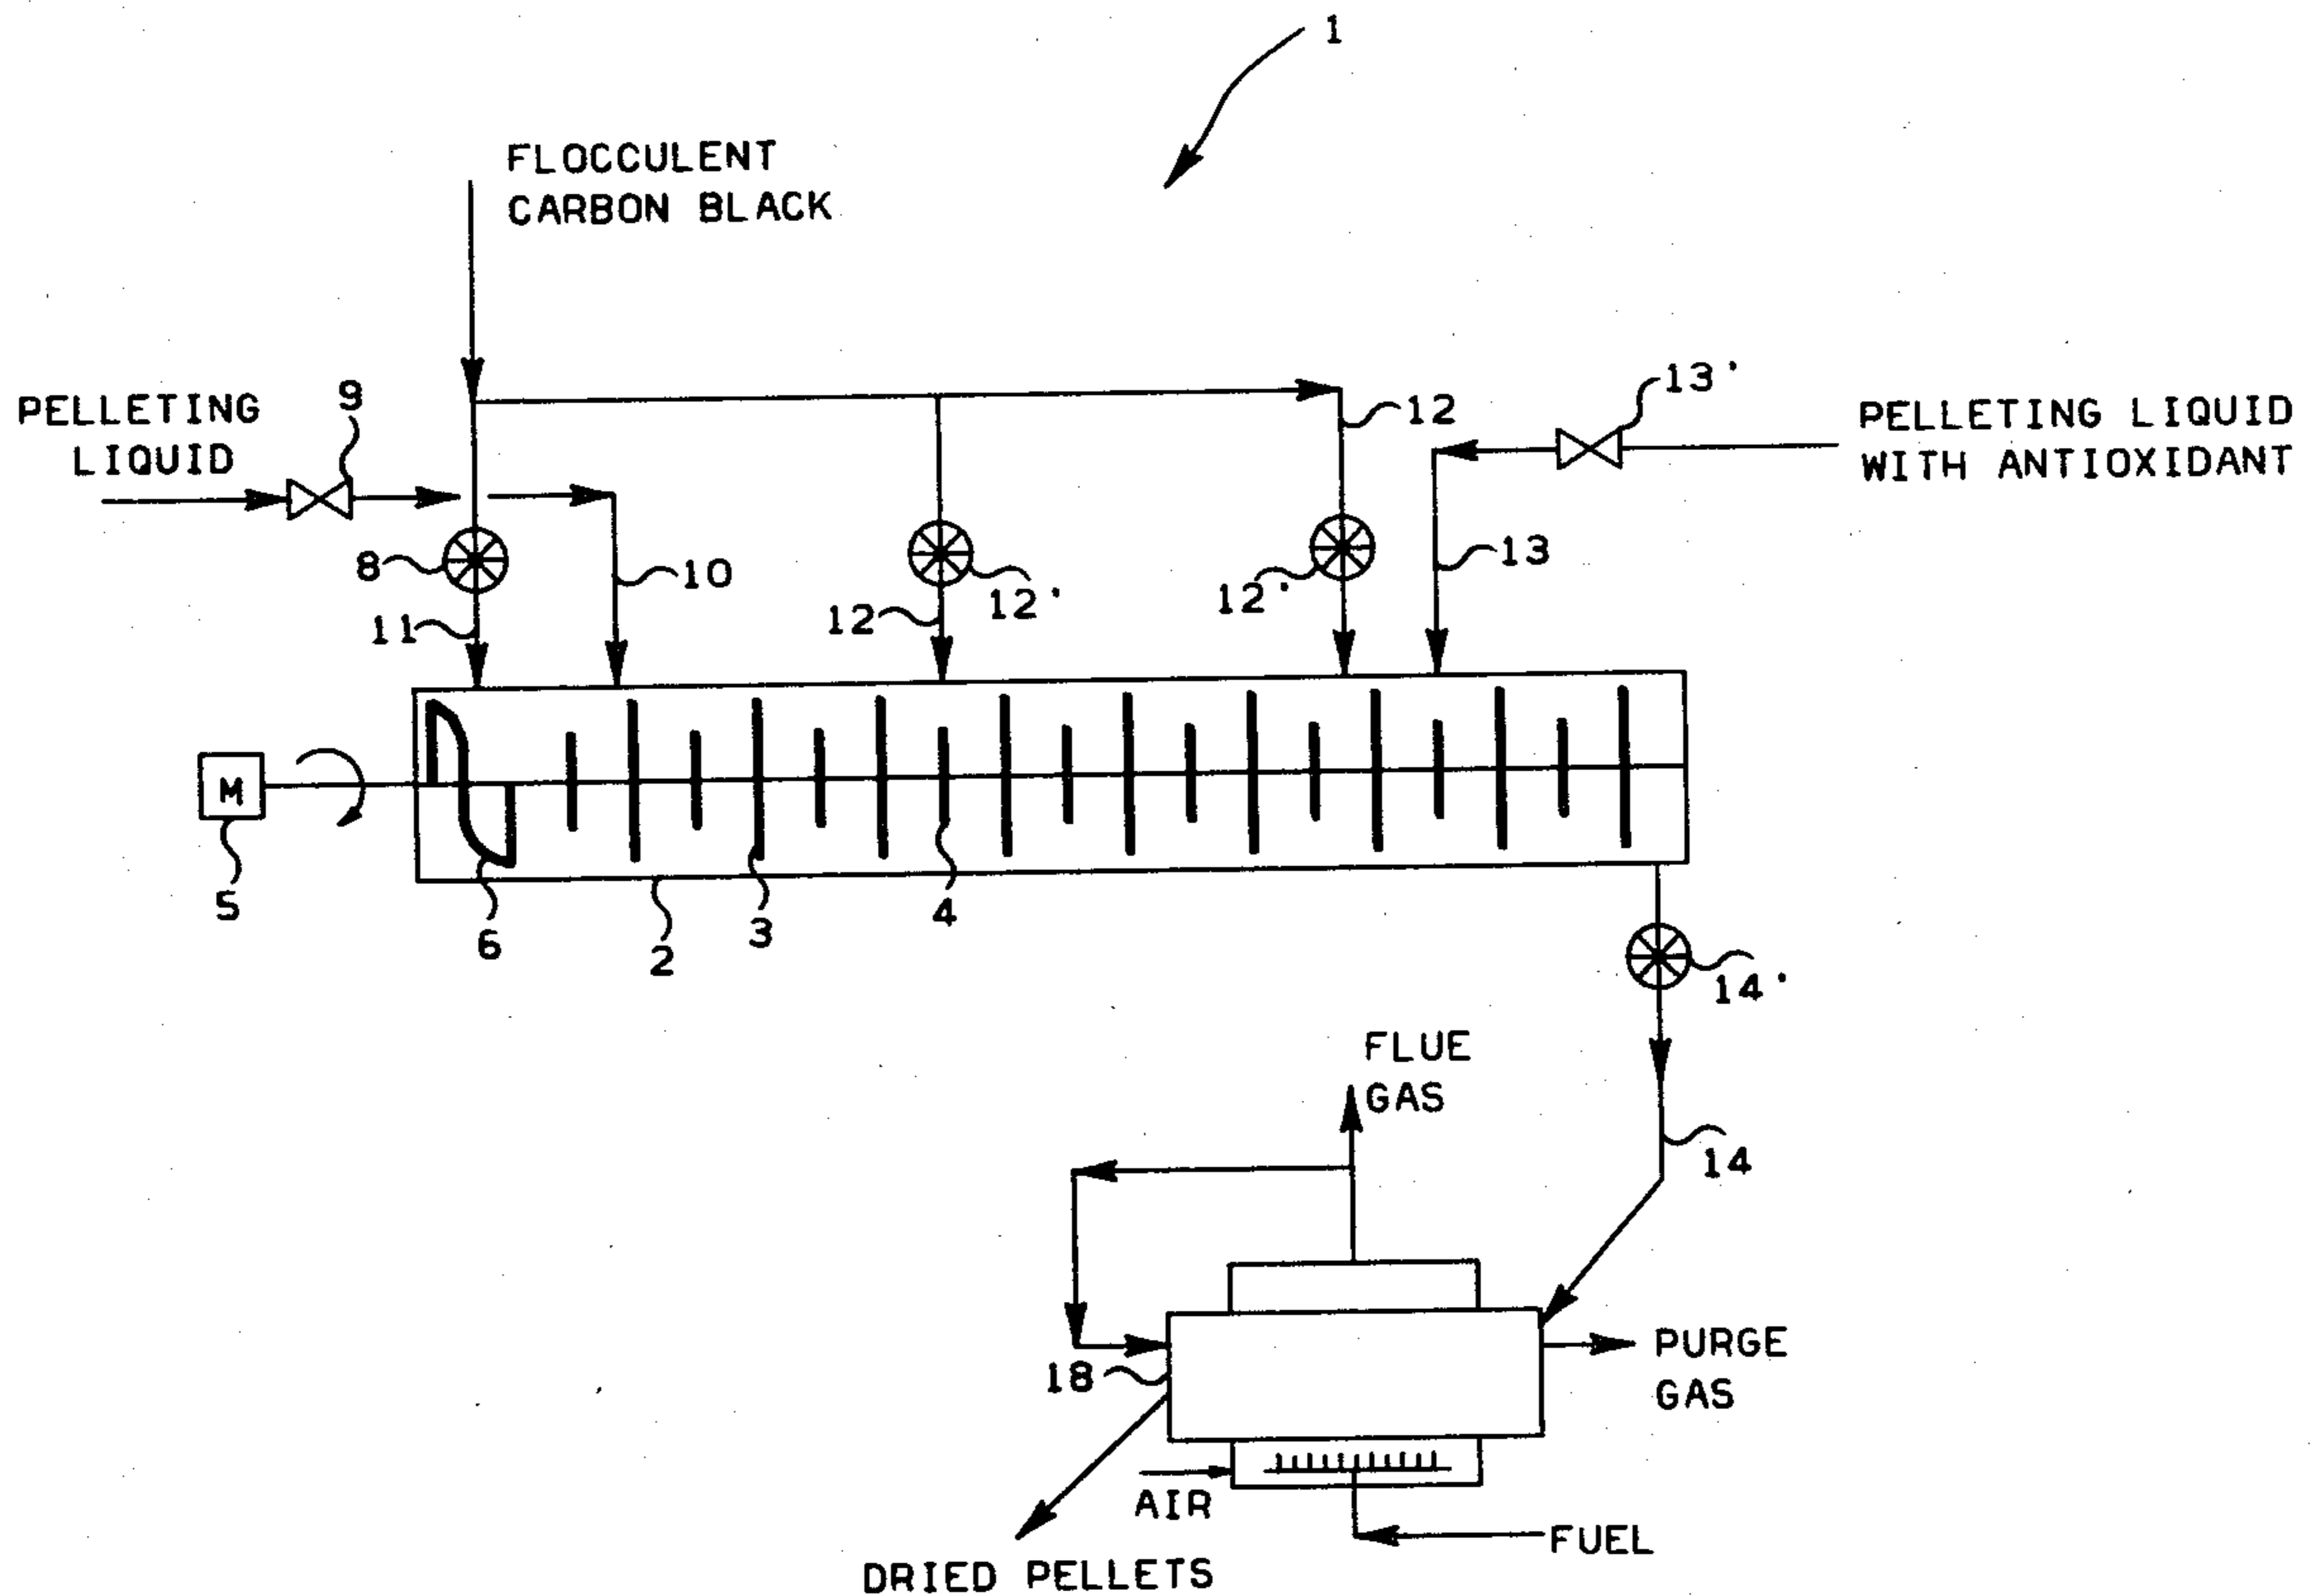 1
FLOCCULENT
CARBON BLACK
PELLETING
LIQUID
9
12
13'
PELLETING LIQUID
WITH ANTIOXIDANT
8
10
12'
12'
13
11
12
M
5
6
2
3
4
14'
FLUE
GAS
14
18
PURGE
GAS
AIR
FUEL
DRIED PELLETS